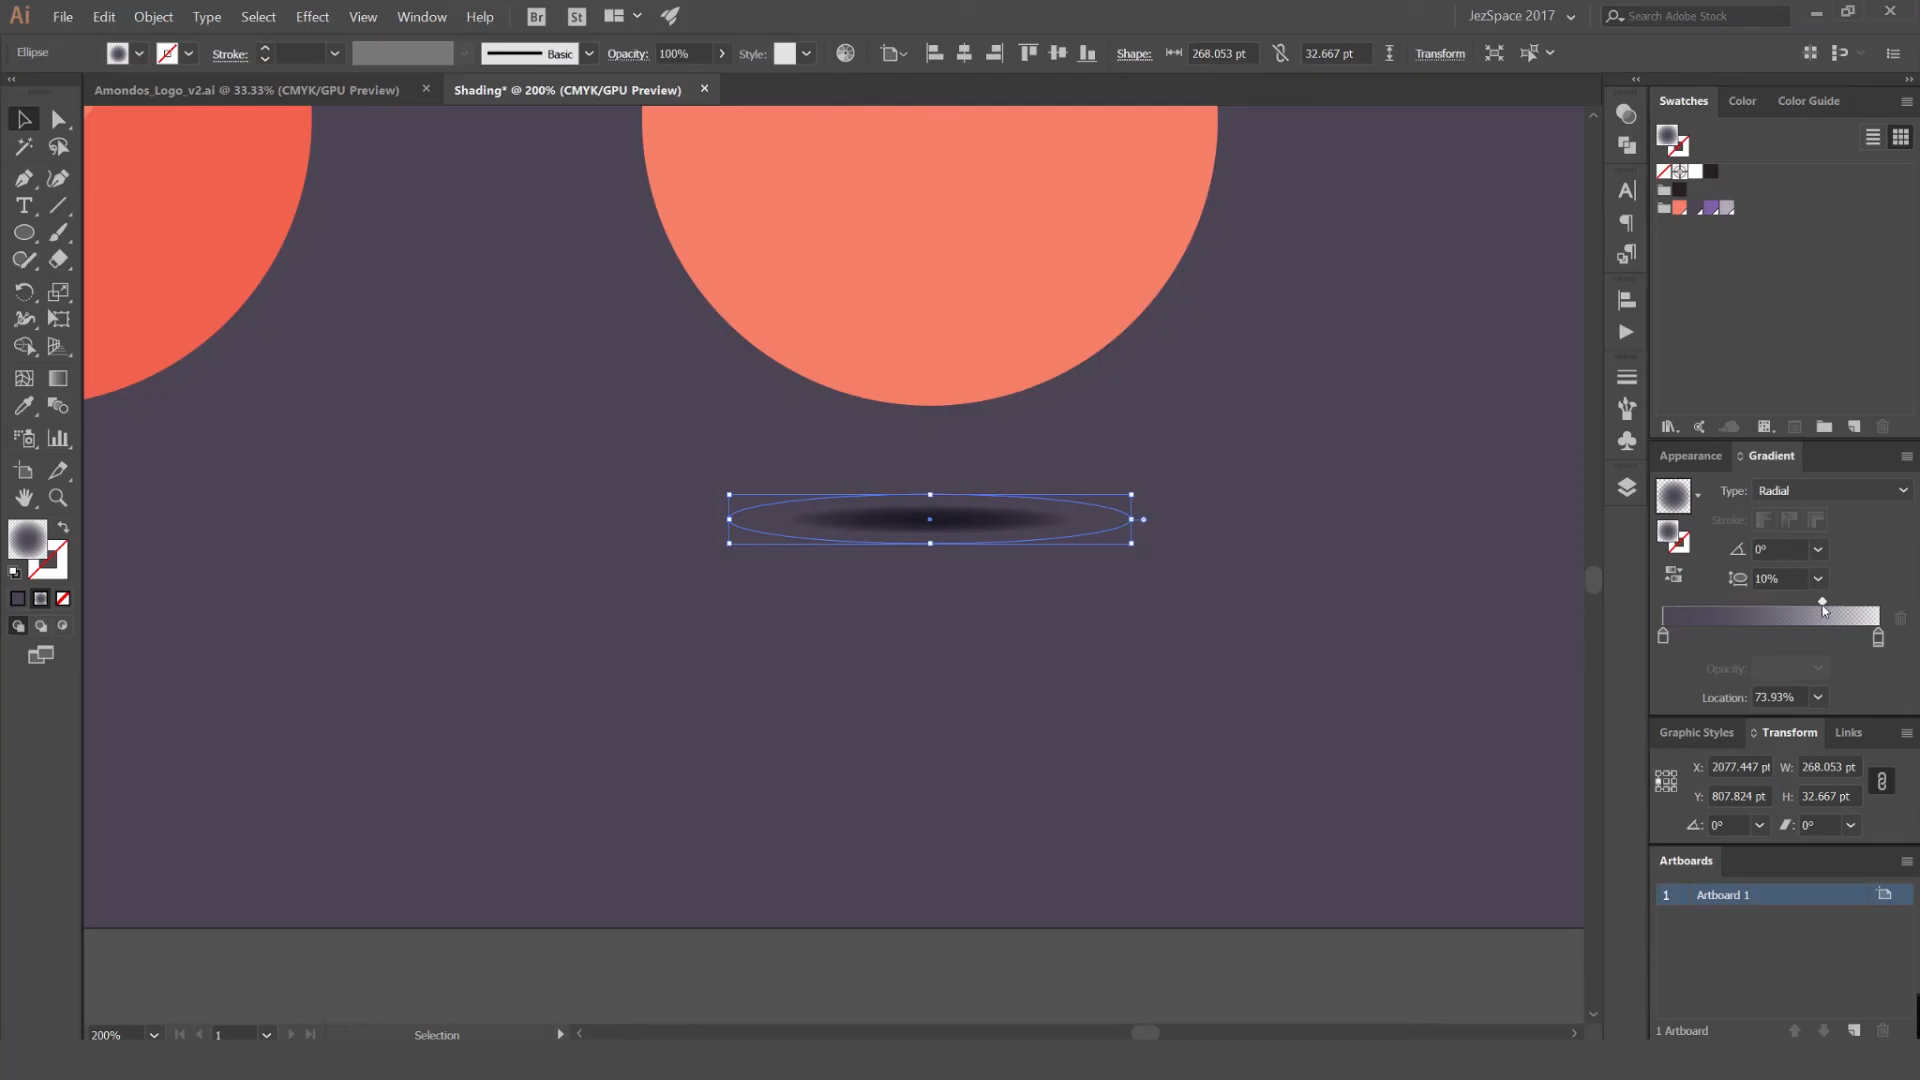 Ai File Edit Object Type Select Effect View Window Help Br St JezSpace 2017 Search Adobe Stock
Ellipse Stroke: Basic Opacity: 100% Style: Shape: 268.053 pt 32.667 pt Transform
Amondos_Logo_v2.ai @ 33.33% (CMYK/GPU Preview) × Shading* @ 200% (CMYK/GPU Preview) ×
Swatches Color Color Guide
Appearance Gradient
Type: Radial
Stroke:
0°
10%
Opacity:
Location: 73.93%
Graphic Styles Transform Links
X: 2077.447 pt W: 268.053 pt
Y: 807.824 pt H: 32.667 pt
0° 0°
Artboards
1 Artboard 1
1 Artboard
200% 1 Selection